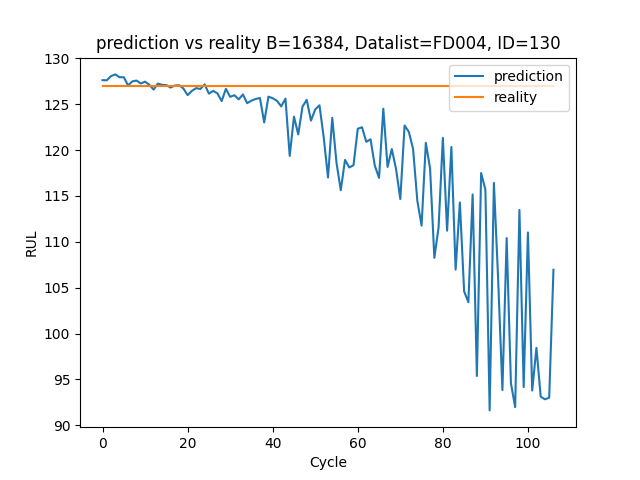 prediction vs reality B=16384, Datalist=FD004, ID=130
130
125
120
115
110
105
100
95
90
RUL
prediction
reality
0 20 40 60 80 100
Cycle